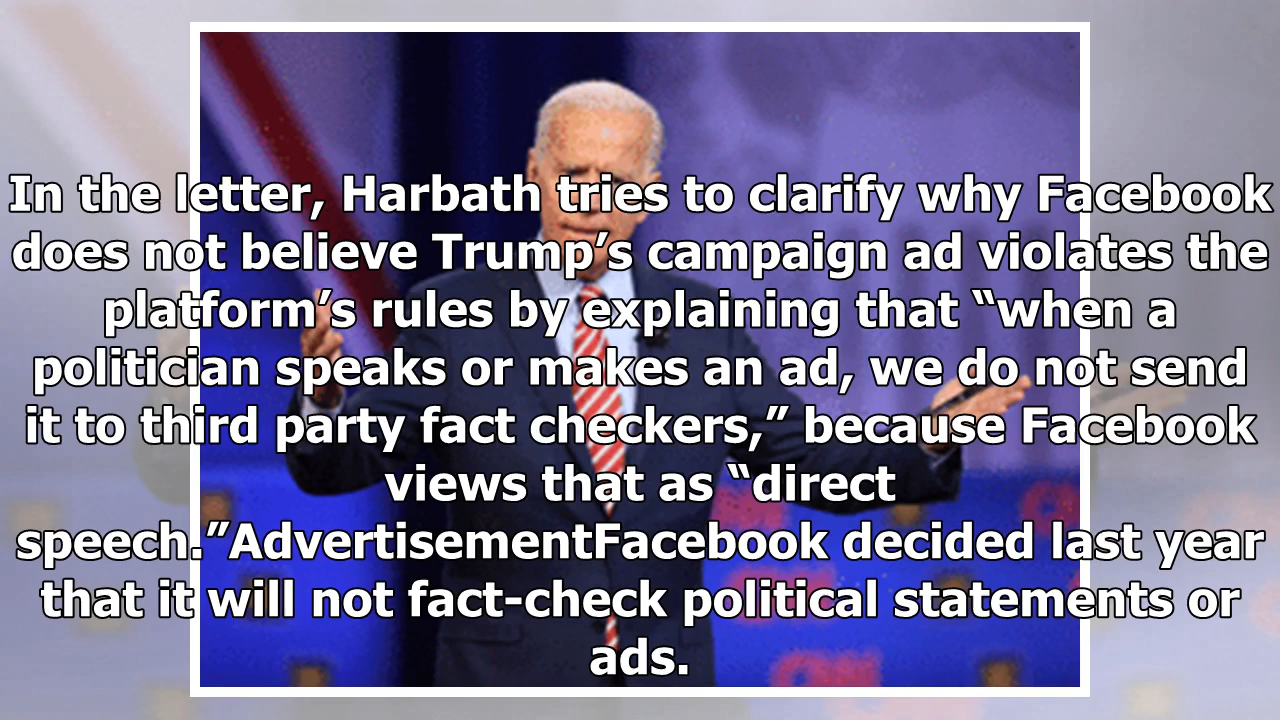 In the letter, Harbath tries to clarify why Facebook
does not believe Trump’s campaign ad violates the
platform’s rules by explaining that “when a
politician speaks or makes an ad, we do not send
it to third party fact checkers,” because Facebook
views that as “direct
speech.”AdvertisementFacebook decided last year
that it will not fact-check political statements or
ads.